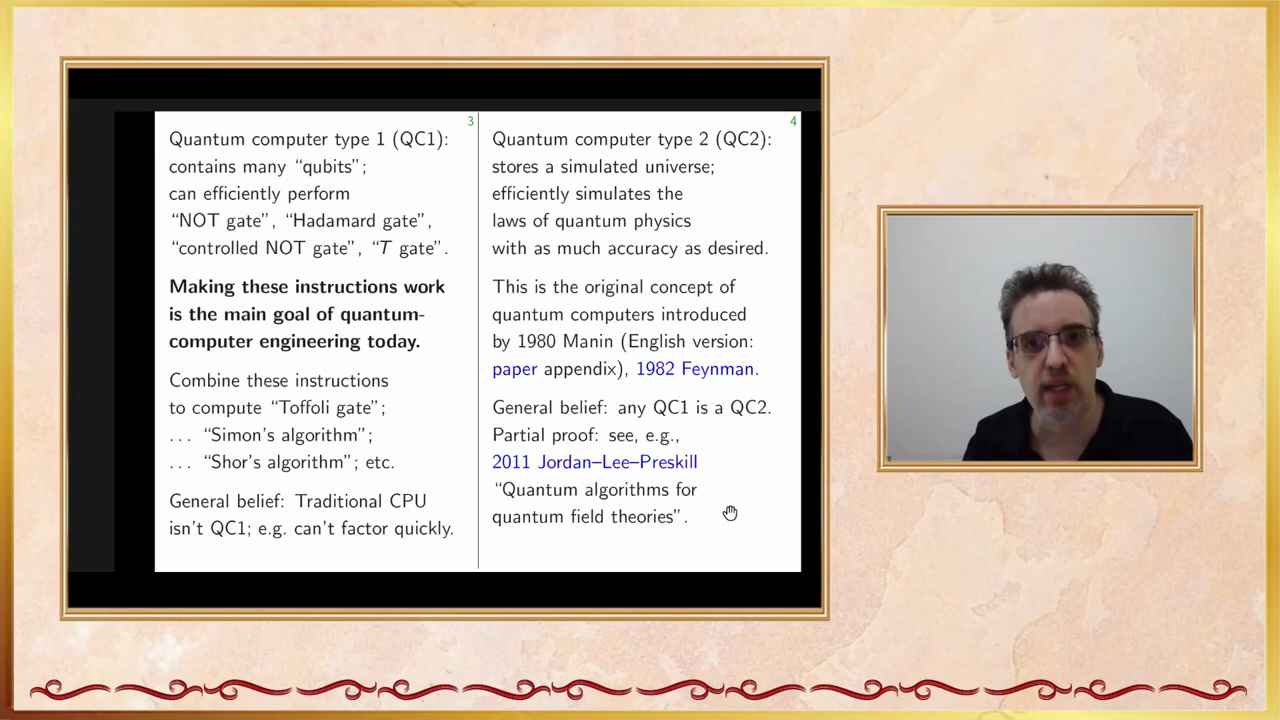 3
Quantum computer type 1 (QC1):
contains many “qubits”;
can efficiently perform
“NOT gate”, “Hadamard gate”,
“controlled NOT gate”, “T gate”.
Making these instructions work
is the main goal of quantum-
computer engineering today.
Combine these instructions
to compute “Toffoli gate”;
... “Simon's algorithm”;
... “Shor's algorithm”; etc.
General belief: Traditional CPU
isn't QC1; e.g. can't factor quickly.
4
Quantum computer type 2 (QC2):
stores a simulated universe;
efficiently simulates the
laws of quantum physics
with as much accuracy as desired.
This is the original concept of
quantum computers introduced
by 1980 Manin (English version:
paper appendix), 1982 Feynman.
General belief: any QC1 is a QC2.
Partial proof: see, e.g.,
2011 Jordan–Lee–Preskill
“Quantum algorithms for
quantum field theories”.